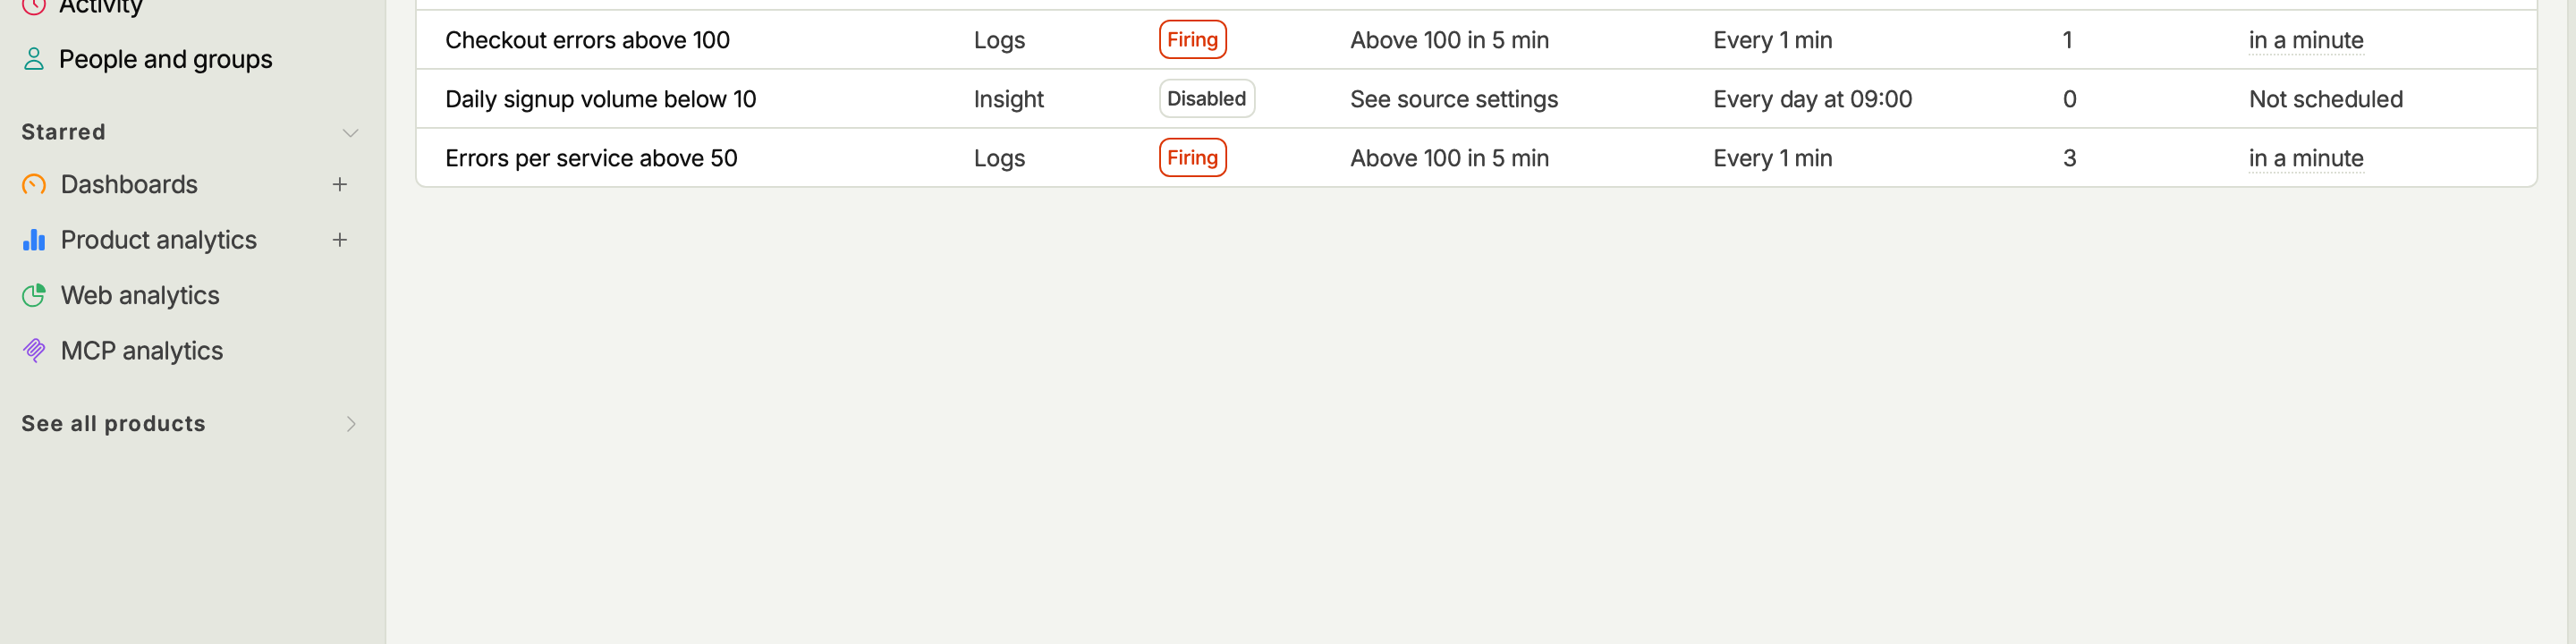 Activity
People and groups
Starred
Dashboards
Product analytics
Web analytics
MCP analytics
See all products
Checkout errors above 100 Logs Firing Above 100 in 5 min Every 1 min 1 in a minute
Daily signup volume below 10 Insight Disabled See source settings Every day at 09:00 0 Not scheduled
Errors per service above 50 Logs Firing Above 100 in 5 min Every 1 min 3 in a minute